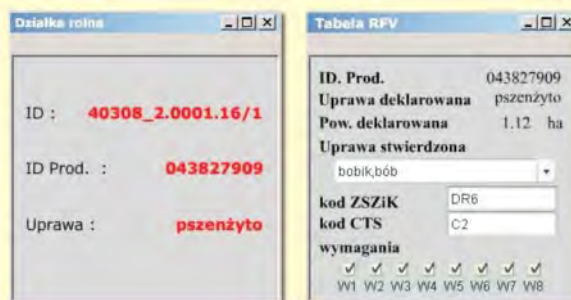 Działka rolna
ID : 40308_2.0001.16/1
ID Prod. : 043827909
Uprawa : pszenżyto
Tabela RFV
ID. Prod. 043827909
Uprawa deklarowana pszenżyto
Pow. deklarowana 1.12 ha
Uprawa stwierdzona
bobik,bób
kod ZSZiK DR6
kod CTS C2
wymagania
W1 W2 W3 W4 W5 W6 W7 W8